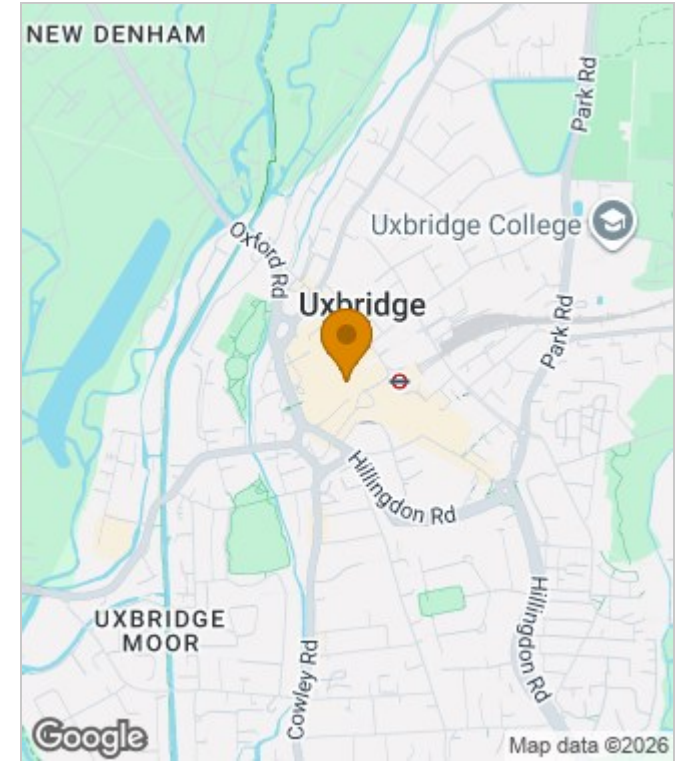 NEW DENHAM
Park Rd
Uxbridge College
Oxford Rd
Uxbridge
Park Rd
Hillingdon Rd
UXBRIDGE
MOOR
Hillingdon Rd
Cowley Rd
Google
Map data ©2026